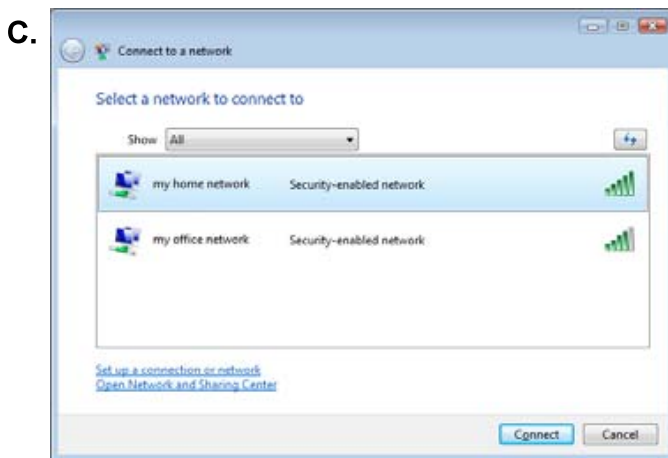 C.
Connect to a network
Select a network to connect to
Show All
my home network Security-enabled network
my office network Security-enabled network
Set up a connection or network
Open Network and Sharing Center
Connect Cancel